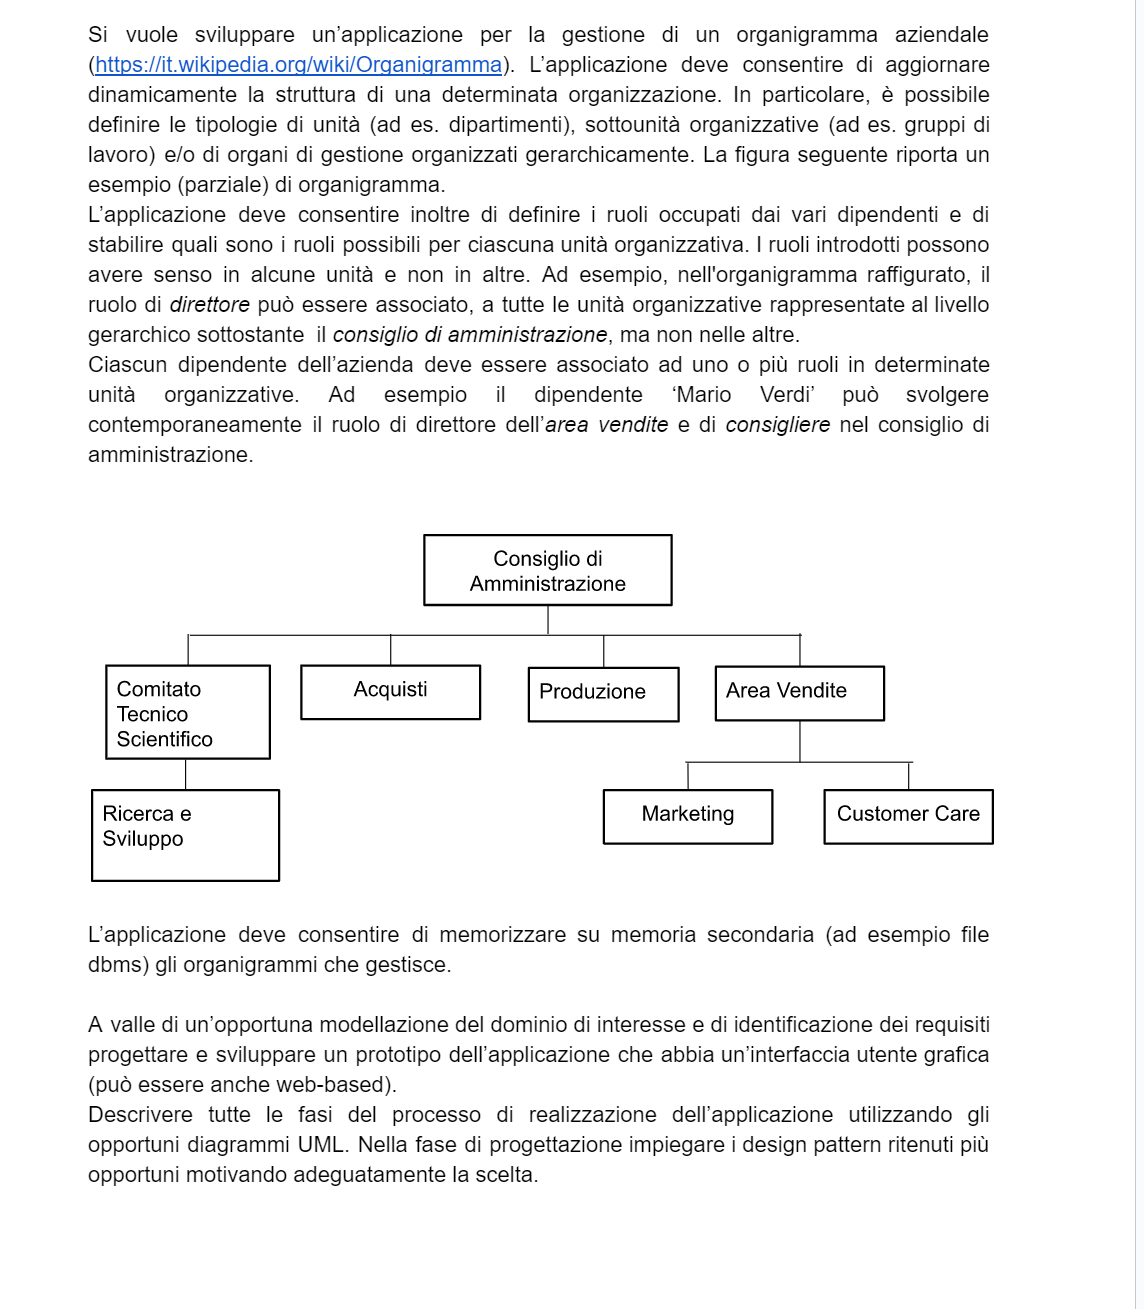 Si vuole sviluppare un’applicazione per la gestione di un organigramma aziendale
(https://it.wikipedia.org/wiki/Organigramma). L’applicazione deve consentire di aggiornare
dinamicamente la struttura di una determinata organizzazione. In particolare, è possibile
definire le tipologie di unità (ad es. dipartimenti), sottounità organizzative (ad es. gruppi di
lavoro) e/o di organi di gestione organizzati gerarchicamente. La figura seguente riporta un
esempio (parziale) di organigramma.
L’applicazione deve consentire inoltre di definire i ruoli occupati dai vari dipendenti e di
stabilire quali sono i ruoli possibili per ciascuna unità organizzativa. I ruoli introdotti possono
avere senso in alcune unità e non in altre. Ad esempio, nell'organigramma raffigurato, il
ruolo di direttore può essere associato, a tutte le unità organizzative rappresentate al livello
gerarchico sottostante il consiglio di amministrazione, ma non nelle altre.
Ciascun dipendente dell’azienda deve essere associato ad uno o più ruoli in determinate
unità organizzative. Ad esempio il dipendente ‘Mario Verdi’ può svolgere
contemporaneamente il ruolo di direttore dell’area vendite e di consigliere nel consiglio di
amministrazione.
Consiglio di
Amministrazione
Comitato
Tecnico
Scientifico
Acquisti
Produzione
Area Vendite
Ricerca e
Sviluppo
Marketing
Customer Care
L’applicazione deve consentire di memorizzare su memoria secondaria (ad esempio file
dbms) gli organigrammi che gestisce.
A valle di un’opportuna modellazione del dominio di interesse e di identificazione dei requisiti
progettare e sviluppare un prototipo dell’applicazione che abbia un’interfaccia utente grafica
(può essere anche web-based).
Descrivere tutte le fasi del processo di realizzazione dell’applicazione utilizzando gli
opportuni diagrammi UML. Nella fase di progettazione impiegare i design pattern ritenuti più
opportuni motivando adeguatamente la scelta.